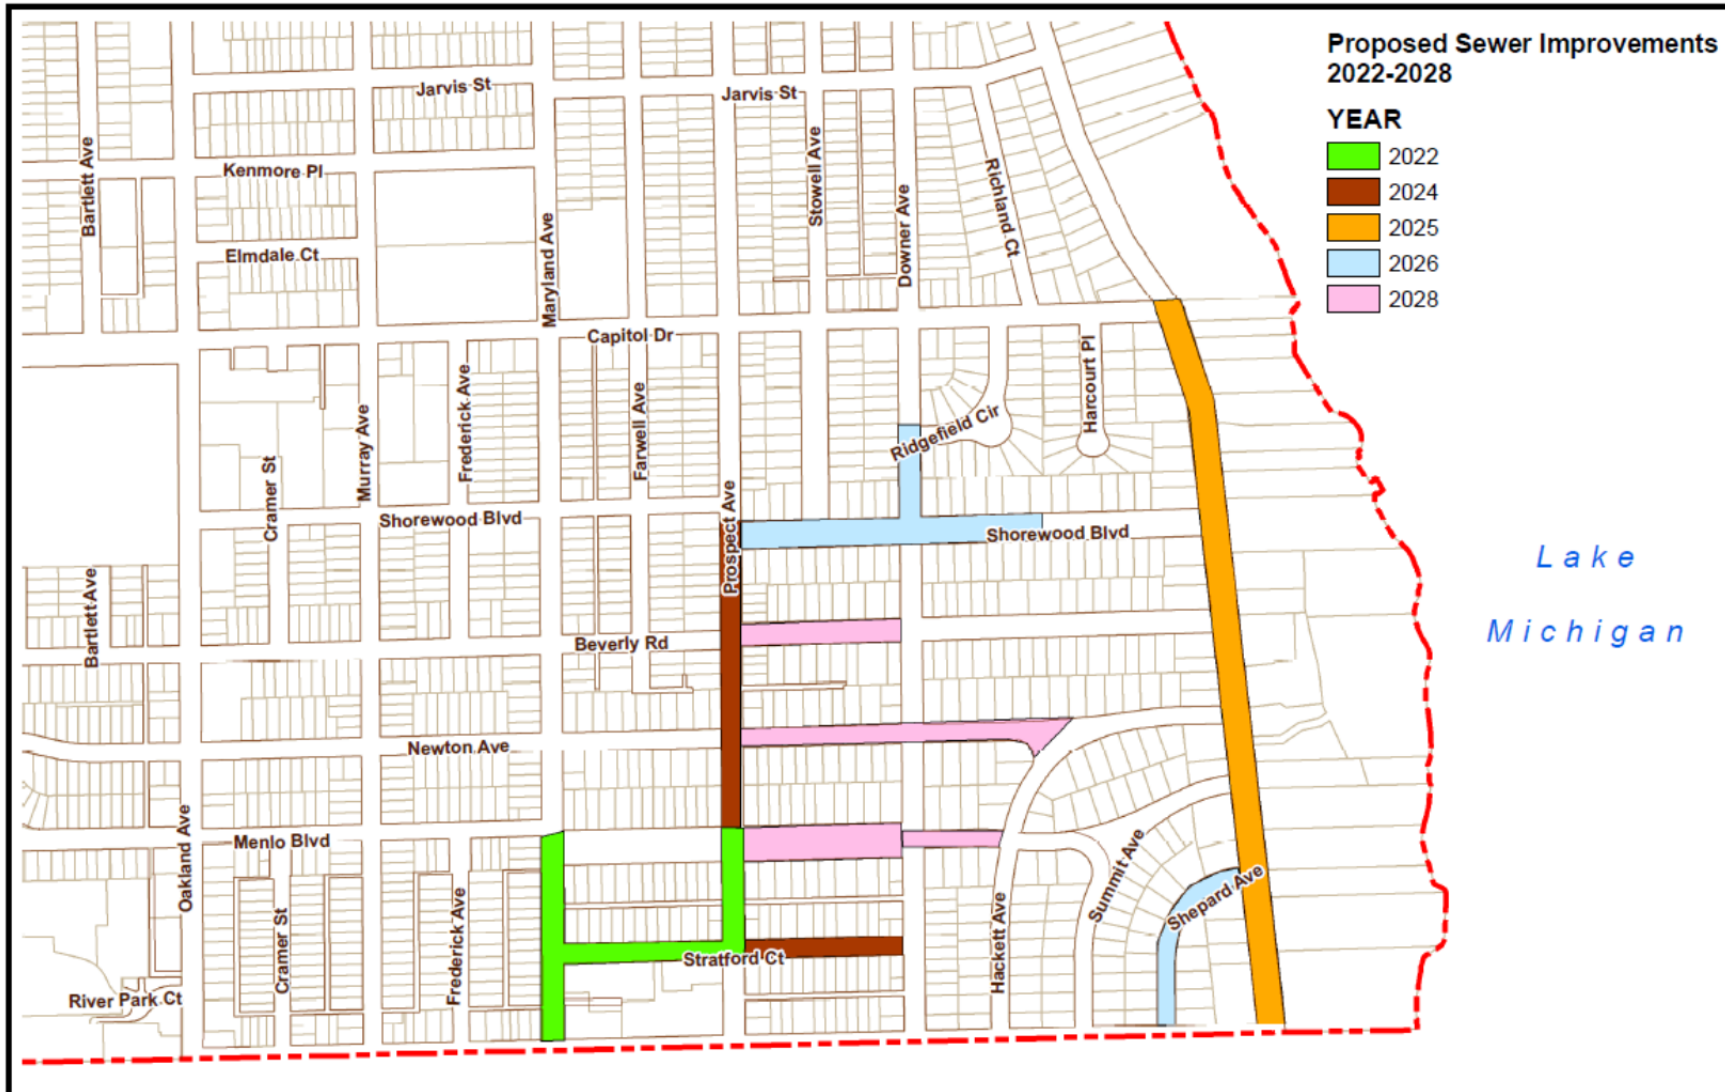 Proposed Sewer Improvements
2022-2028
YEAR
2022
2024
2025
2026
2028
Jarvis St
Jarvis St
Bartlett Ave
Kenmore Pl
Stowell Ave
Richland Ct
Downer Ave
Elmdale Ct
Maryland Ave
Capitol Dr
Harcourt Pl
Frederick Ave
Farwell Ave
Murray Ave
Ridgefield Cir
Cramer St
Shorewood Blvd
Prospect Ave
Shorewood Blvd
Lake
Michigan
Bartlett Ave
Beverly Rd
Newton Ave
Oakland Ave
Menlo Blvd
Summit Ave
Shepard Ave
Cramer St
Frederick Ave
Hackett Ave
Stratford Ct
River Park Ct